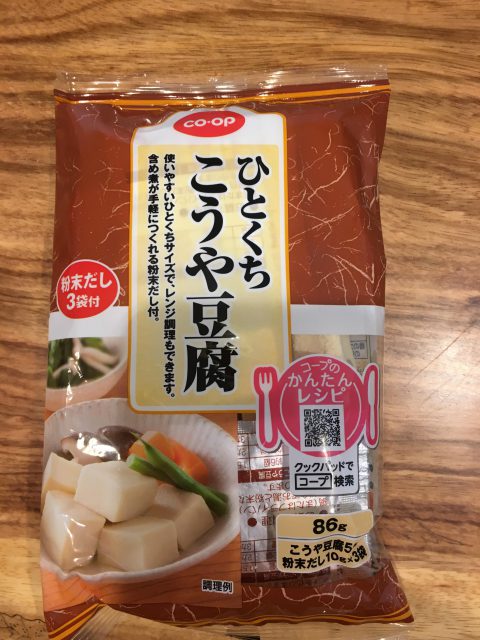 co·op
ひとくち
こうや豆腐
使いやすいひとくちサイズで、レンジ調理もできます。
含め煮が手軽につくれる粉末だし付。
粉末だし
3袋付
コープの
かんたん
レシピ
クックパッドで
コープ 検索
86g
こうや豆腐5
粉末だし10g×3袋
調理例